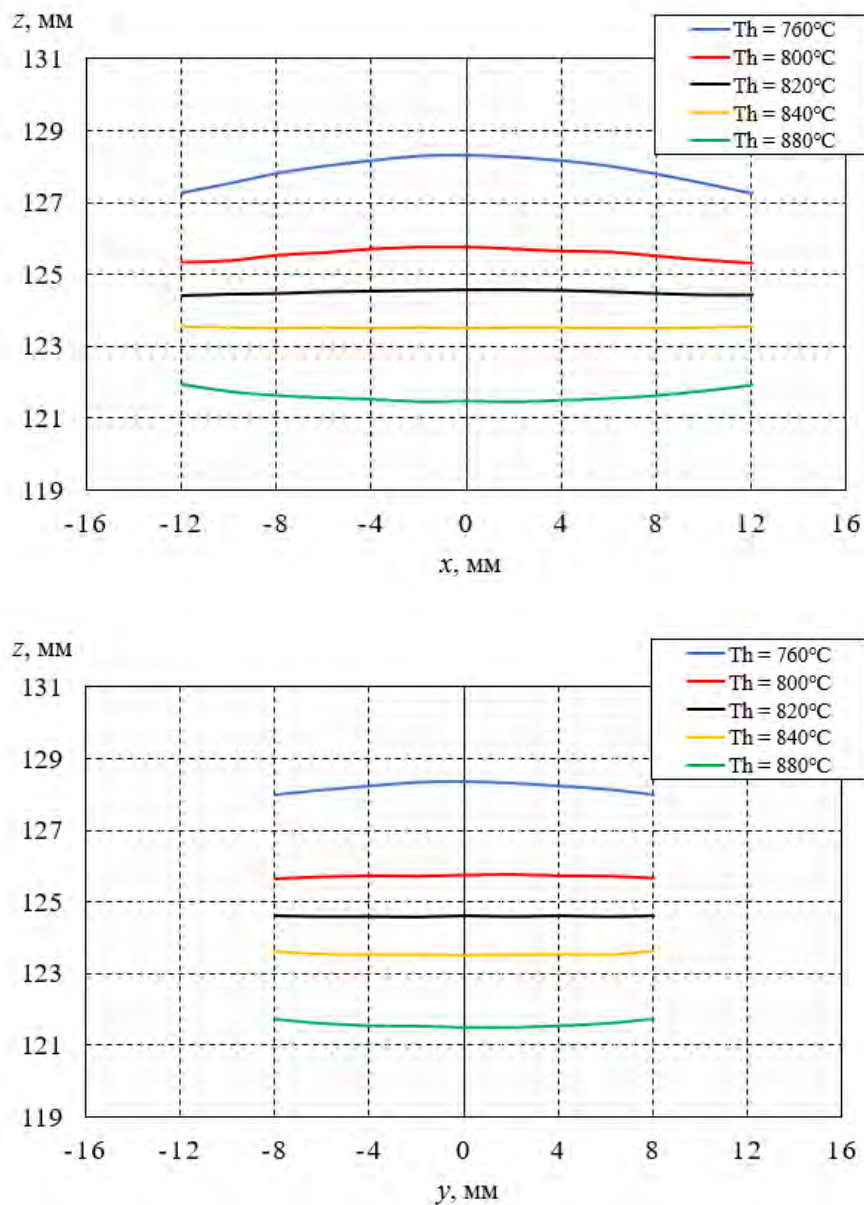 z, мм
Th = 760°C
Th = 800°C
Th = 820°C
Th = 840°C
Th = 880°C
131
129
127
125
123
121
119
-16 -12 -8 -4 0 4 8 12 16
x, мм
z, мм
Th = 760°C
Th = 800°C
Th = 820°C
Th = 840°C
Th = 880°C
131
129
127
125
123
121
119
-16 -12 -8 -4 0 4 8 12 16
y, мм